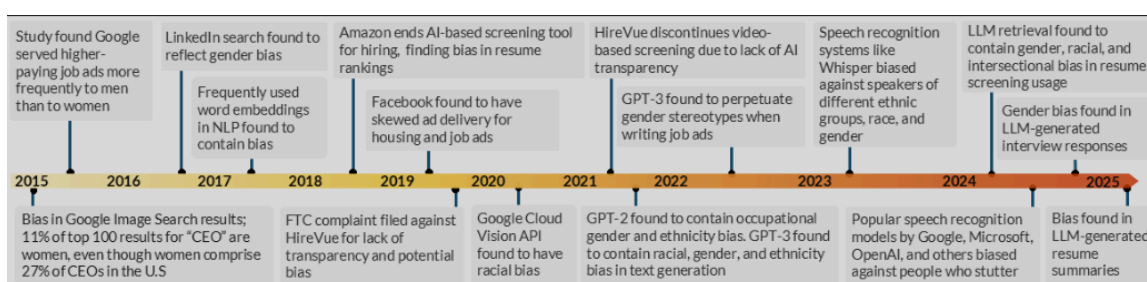 Study found Google
served higher-
paying job ads more
frequently to men
than to women
LinkedIn search found to
reflect gender bias
Frequently used
word embeddings
in NLP found to
contain bias
Amazon ends AI-based screening tool
for hiring, finding bias in resume
rankings
Facebook found to have
skewed ad delivery for
housing and job ads
HireVue discontinues video-
based screening due to lack of AI
transparency
GPT-3 found to perpetuate
gender stereotypes when
writing job ads
Speech recognition
systems like
Whisper biased
against speakers of
different ethnic
groups, race, and
gender
LLM retrieval found to
contain gender, racial, and
intersectional bias in resume
screening usage
Gender bias found in
LLM-generated
interview responses
2015 2016 2017 2018 2019 2020 2021 2022 2023 2024 2025
Bias in Google Image Search results;
11% of top 100 results for “CEO” are
women, even though women comprise
27% of CEOs in the U.S
FTC complaint filed against
HireVue for lack of
transparency and potential
bias
Google Cloud
Vision API
found to have
racial bias
GPT-2 found to contain occupational
gender and ethnicity bias. GPT-3 found
to contain racial, gender, and ethnicity
bias in text generation
Popular speech recognition
models by Google, Microsoft,
OpenAI, and others biased
against people who stutter
Bias found in
LLM-generated
resume
summaries